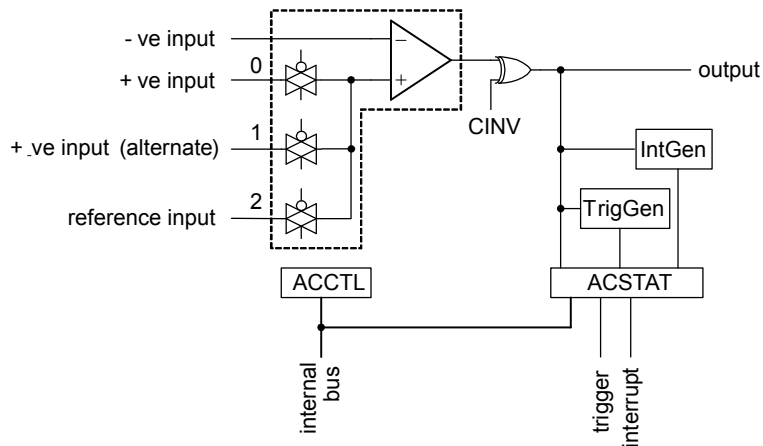 - ve input
+ ve input
0
+ -ve input (alternate)
1
reference input
2
−
+
CINV
output
IntGen
TrigGen
ACCTL
ACSTAT
internal
bus
trigger
interrupt